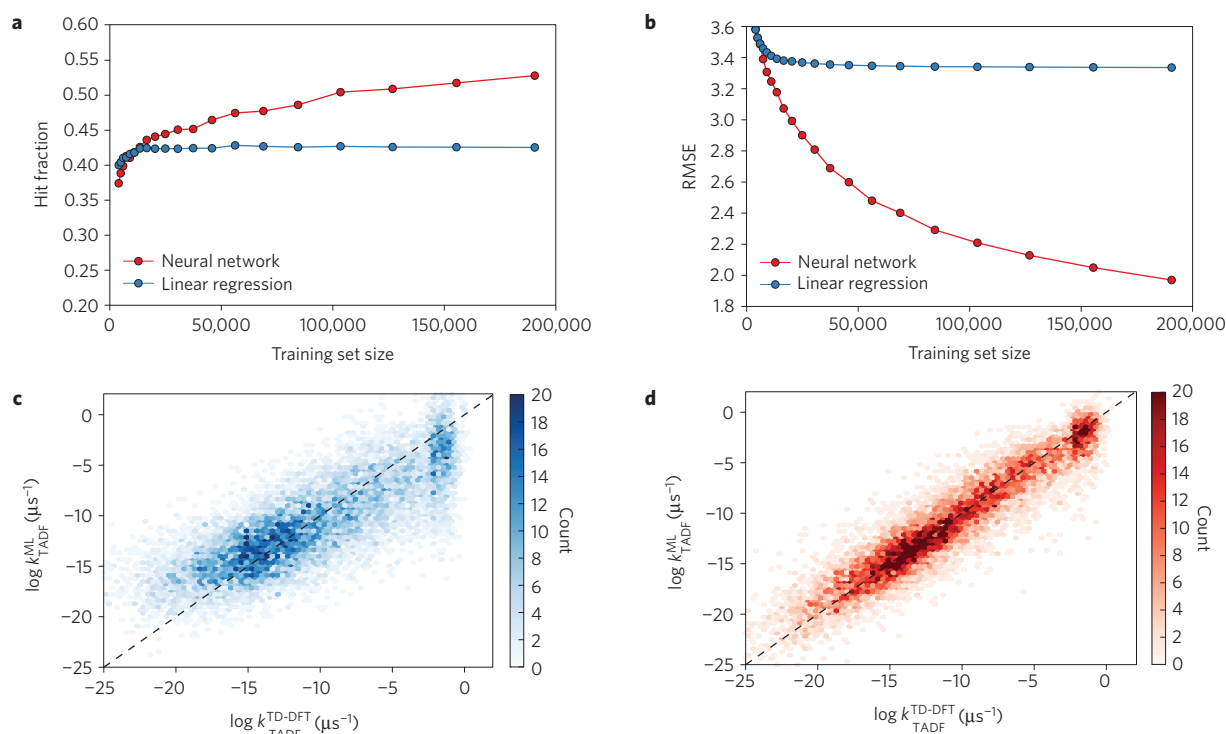 a
0.60
0.55
0.50
0.45
0.40
0.35
0.30
0.25
0.20
Hit fraction
Neural network
Linear regression
0 50,000 100,000 150,000 200,000
Training set size
b
3.6
3.4
3.2
3.0
2.8
2.6
2.4
2.2
2.0
1.8
RMSE
Neural network
Linear regression
0 50,000 100,000 150,000 200,000
Training set size
c
0
−5
−10
−15
−20
−25
log k^ML_TADF (μs⁻¹)
−25 −20 −15 −10 −5 0
log k^TD-DFT_TADF (μs⁻¹)
20
18
16
14
12
10
8
6
4
2
0
Count
d
0
−5
−10
−15
−20
−25
log k^ML_TADF (μs⁻¹)
−25 −20 −15 −10 −5 0
log k^TD-DFT_TADF (μs⁻¹)
20
18
16
14
12
10
8
6
4
2
0
Count